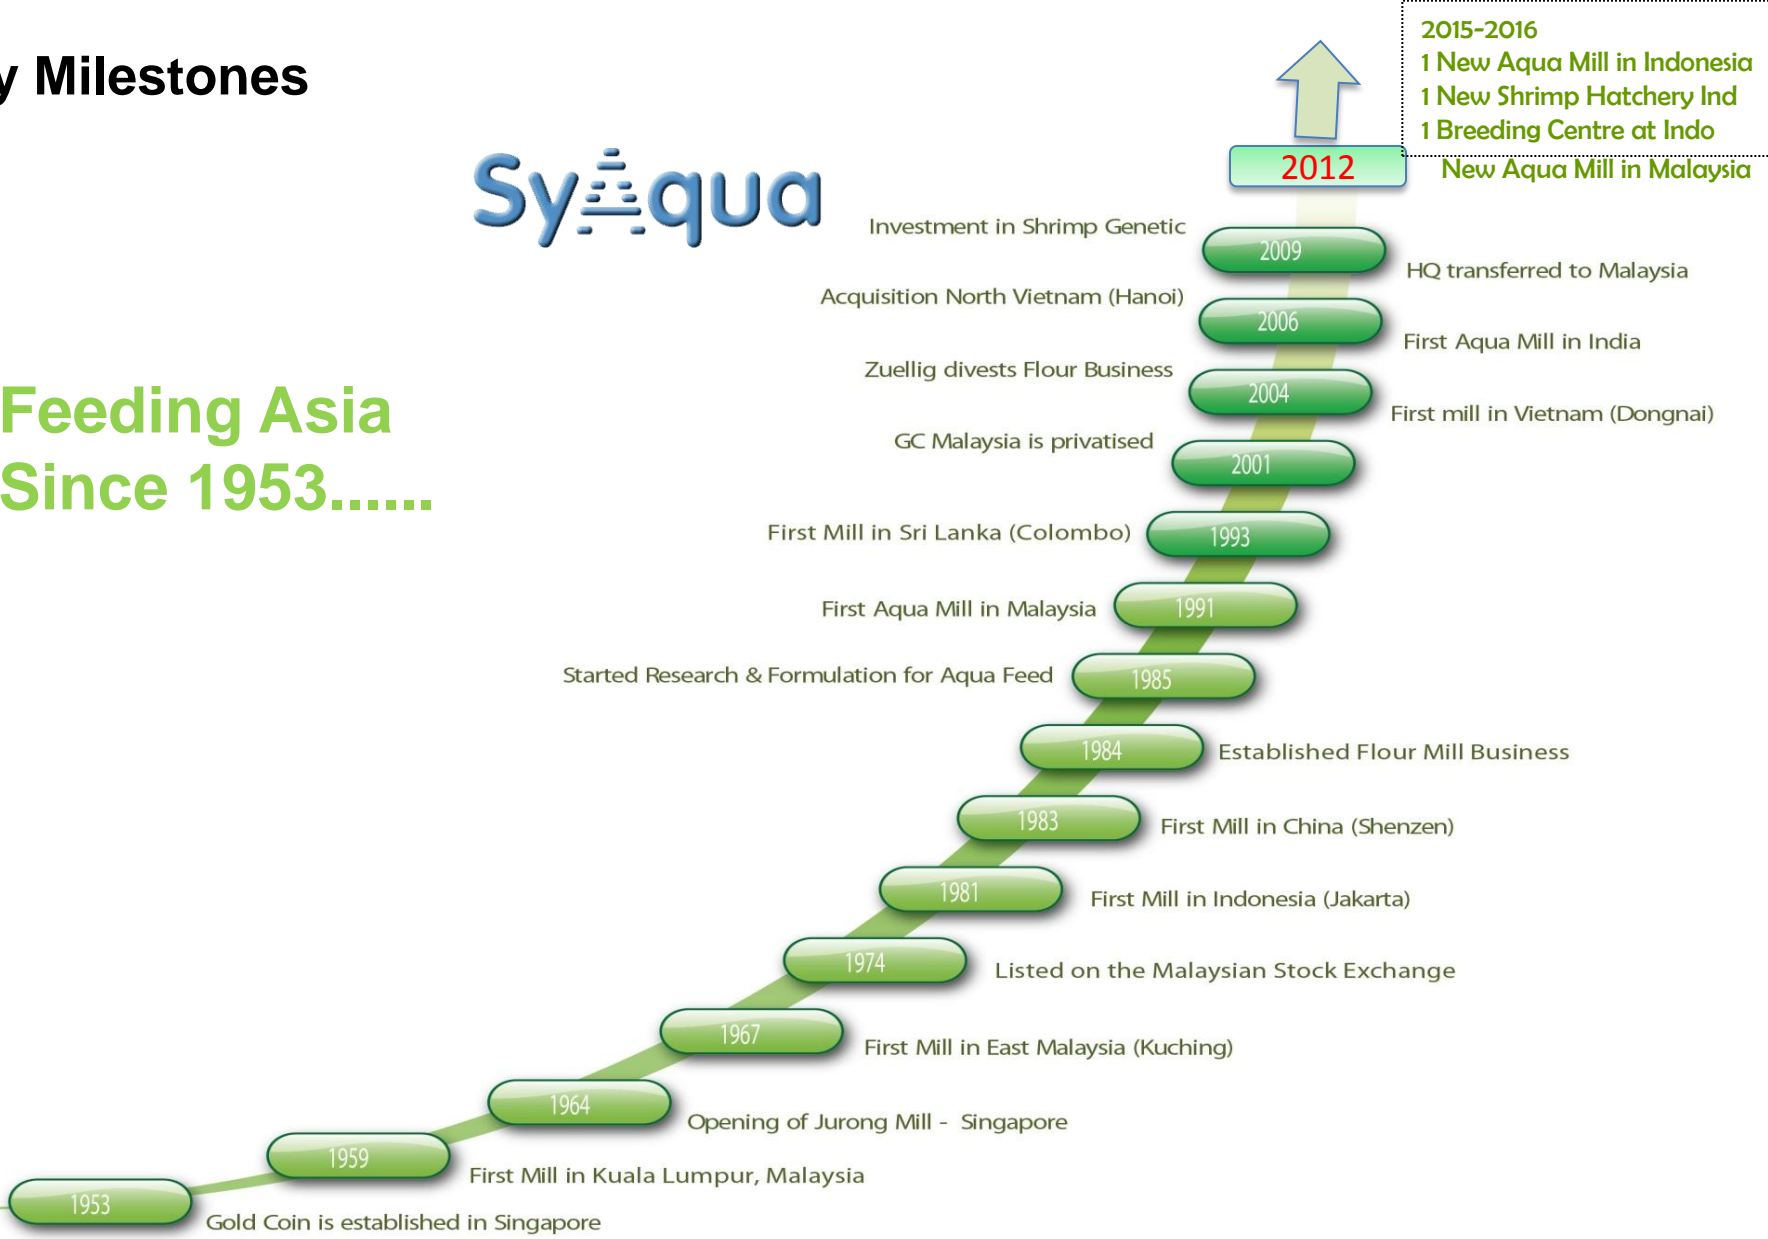 y Milestones
2015-2016
1 New Aqua Mill in Indonesia
1 New Shrimp Hatchery Ind
1 Breeding Centre at Indo
2012
New Aqua Mill in Malaysia
SyAqua
Investment in Shrimp Genetic
2009
HQ transferred to Malaysia
Acquisition North Vietnam (Hanoi)
2006
First Aqua Mill in India
Zuellig divests Flour Business
2004
First mill in Vietnam (Dongnai)
Feeding Asia
Since 1953......
GC Malaysia is privatised
2001
First Mill in Sri Lanka (Colombo)
1993
First Aqua Mill in Malaysia
1991
Started Research & Formulation for Aqua Feed
1985
1984
Established Flour Mill Business
1983
First Mill in China (Shenzen)
1981
First Mill in Indonesia (Jakarta)
1974
Listed on the Malaysian Stock Exchange
1967
First Mill in East Malaysia (Kuching)
1964
Opening of Jurong Mill - Singapore
1959
First Mill in Kuala Lumpur, Malaysia
1953
Gold Coin is established in Singapore